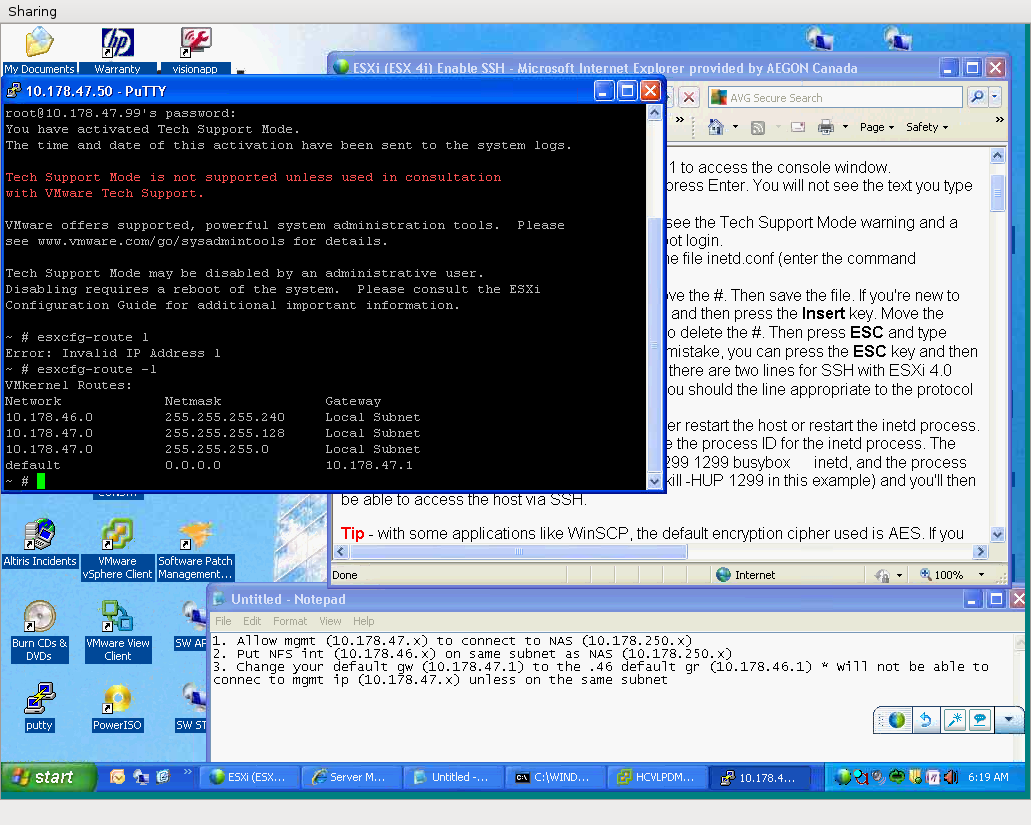 Sharing
My Documents
Warranty
visionapp
ESXi (ESX 4i) Enable SSH - Microsoft Internet Explorer provided by AEGON Canada
AVG Secure Search
Page
Safety
10.178.47.50 - PuTTY
root@10.178.47.99's password:
You have activated Tech Support Mode.
The time and date of this activation have been sent to the system logs.
Tech Support Mode is not supported unless used in consultation
with VMware Tech Support.
VMware offers supported, powerful system administration tools.  Please
see www.vmware.com/go/sysadmintools for details.
Tech Support Mode may be disabled by an administrative user.
Disabling requires a reboot of the system.  Please consult the ESXi
Configuration Guide for additional important information.
~ # esxcfg-route l
Error: Invalid IP Address l
~ # esxcfg-route -l
VMkernel Routes:
Network Netmask Gateway
10.178.46.0 255.255.255.240 Local Subnet
10.178.47.0 255.255.255.128 Local Subnet
10.178.47.0 255.255.255.0 Local Subnet
default 0.0.0.0 10.178.47.1
~ #
1 to access the console window.
press Enter. You will not see the text you type
see the Tech Support Mode warning and a
ot login.
e file inetd.conf (enter the command
ve the #. Then save the file. If you're new to
and then press the Insert key. Move the
o delete the #. Then press ESC and type
mistake, you can press the ESC key and then
there are two lines for SSH with ESXi 4.0
ou should the line appropriate to the protocol
er restart the host or restart the inetd process.
e the process ID for the inetd process. The
299 1299 busybox inetd, and the process
kill -HUP 1299 in this example) and you'll then
be able to access the host via SSH.
Tip - with some applications like WinSCP, the default encryption cipher used is AES. If you
Done
Internet
100%
Altiris Incidents
VMware vSphere Client
Software Patch Management...
Burn CDs & DVDs
VMware View Client
SW AP
putty
PowerISO
SW ST
Untitled - Notepad
File Edit Format View Help
1. Allow mgmt (10.178.47.x) to connect to NAS (10.178.250.x)
2. Put NFS int (10.178.46.x) on same subnet as NAS (10.178.250.x)
3. Change your default gw (10.178.47.1) to the .46 default gr (10.178.46.1) * Will not be able to
connec to mgmt ip (10.178.47.x) unless on the same subnet
start
ESXi (ESX...
Server M...
Untitled -...
C:\WIND...
HCVLPDM...
10.178.4...
6:19 AM